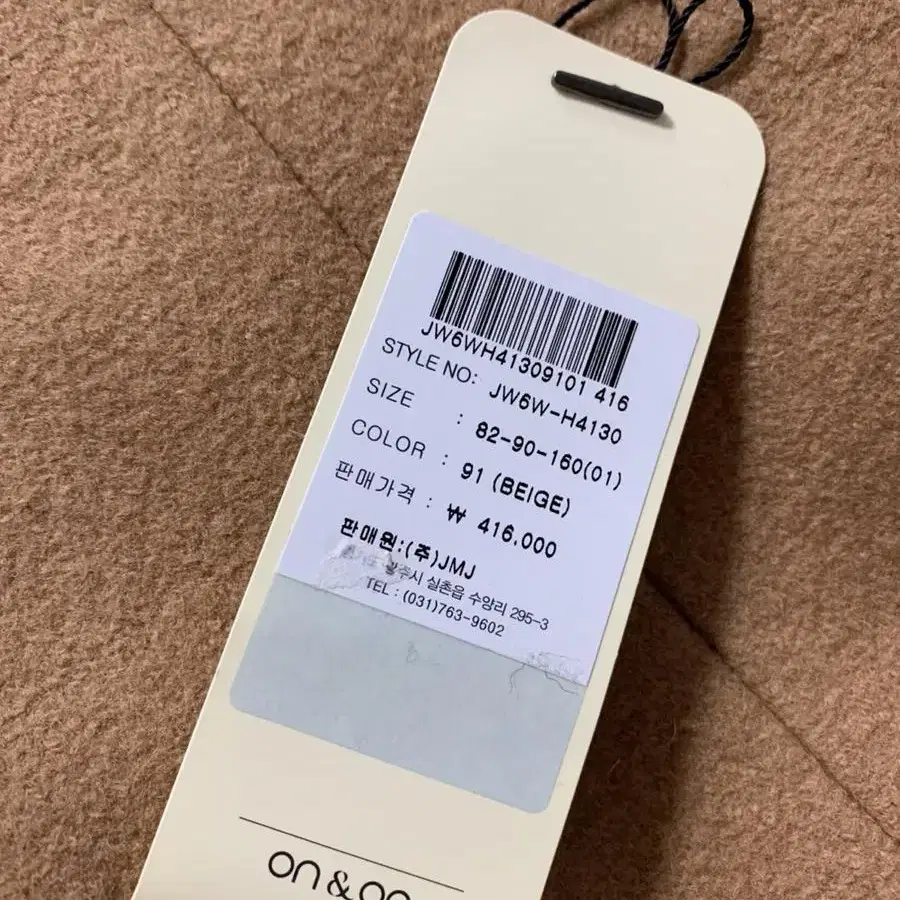 JW6WH41309101 416
STYLE NO: JW6W-H4130
SIZE : 82-90-160(01)
COLOR : 91 (BEIGE)
판매가격 : ₩ 416.000
판매원:(주)JMJ
광주시 실촌읍 수양리 295-3
TEL : (031)763-9602
on & on